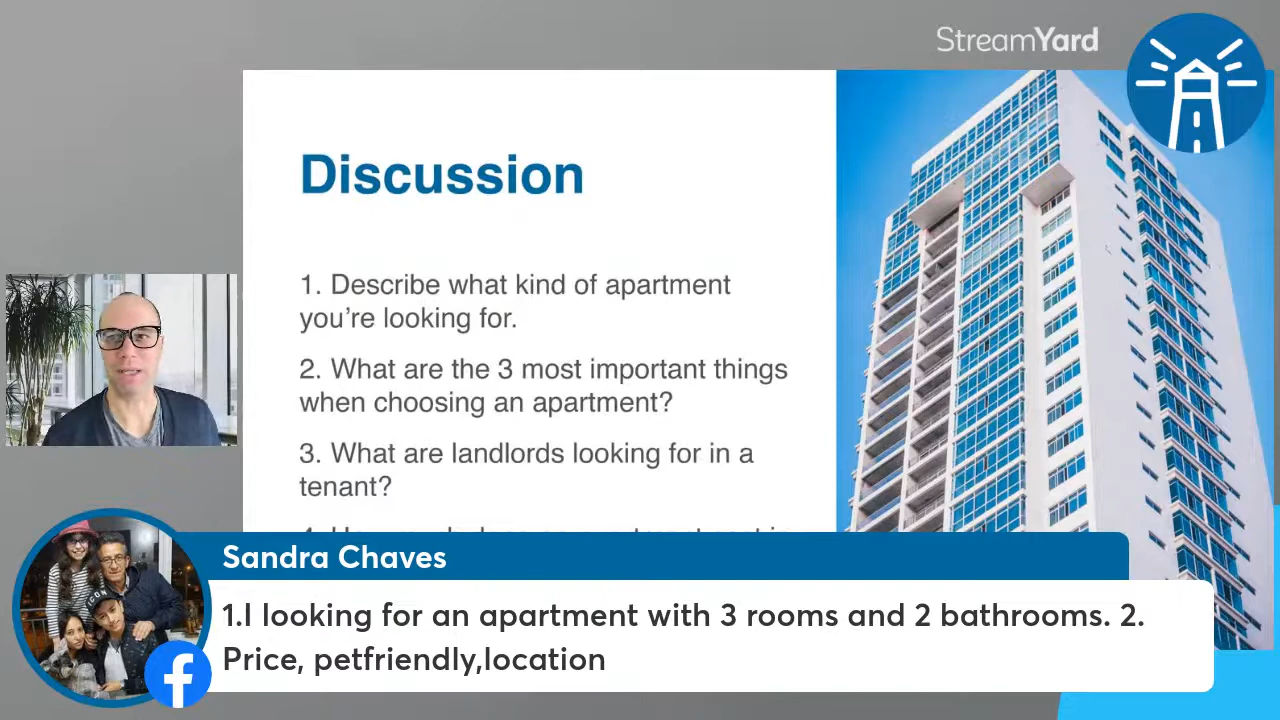 StreamYard
Discussion
1. Describe what kind of apartment
you're looking for.
2. What are the 3 most important things
when choosing an apartment?
3. What are landlords looking for in a
tenant?
Sandra Chaves
1.I looking for an apartment with 3 rooms and 2 bathrooms. 2.
Price, petfriendly,location